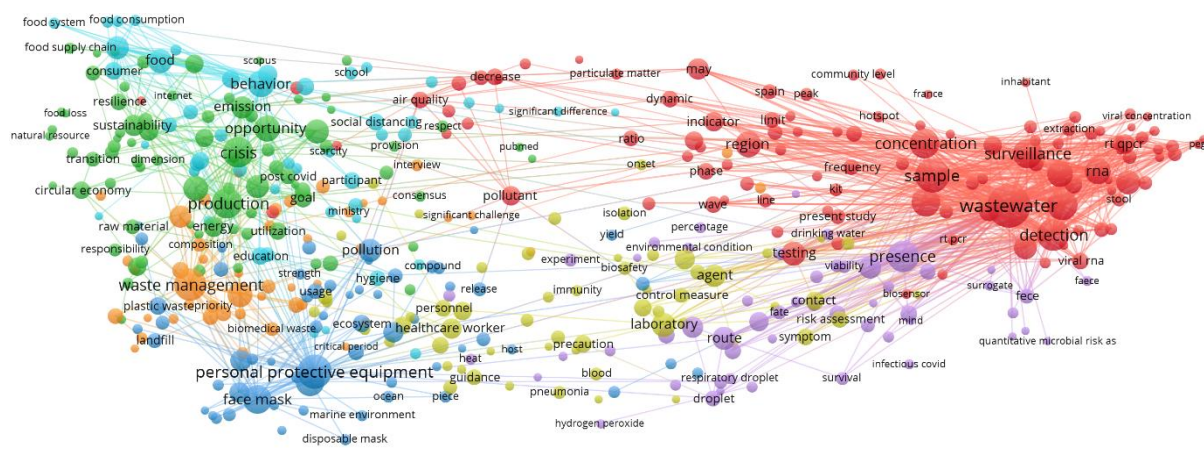 food system
food consumption
food supply chain
food
scopus
school
consumer
behavior
internet
resilience
emission
food loss
sustainability
opportunity
social distancing
natural resource
provision
transition
dimension
crisis
scarcity
circular economy
post covid
participant
interview
consensus
production
goal
ministry
raw material
energy
utilization
responsibility
composition
education
pollution
waste management
strength
usage
hygiene
compound
plastic waste
priority
landfill
biomedical waste
ecosystem
critical period
personal protective equipment
face mask
marine environment
disposable mask
ocean
piece
heat
host
guidance
healthcare worker
personnel
release
decrease
air quality
respect
particulate matter
significant difference
pubmed
pollutant
significant challenge
may
dynamic
ratio
onset
indicator
region
phase
wave
line
spain
peak
limit
community level
france
hotspot
inhabitant
viral concentration
extraction
rt qpcr
concentration
surveillance
frequency
kit
sample
rna
stool
wastewater
present study
drinking water
detection
rt pcr
viral rna
testing
presence
viability
biosensor
surrogate
fece
faece
quantitative microbial risk as
isolation
yield
percentage
environmental condition
experiment
biosafety
agent
immunity
control measure
contact
fate
risk assessment
mind
laboratory
route
symptom
precaution
blood
pneumonia
respiratory droplet
droplet
survival
infectious covid
hydrogen peroxide